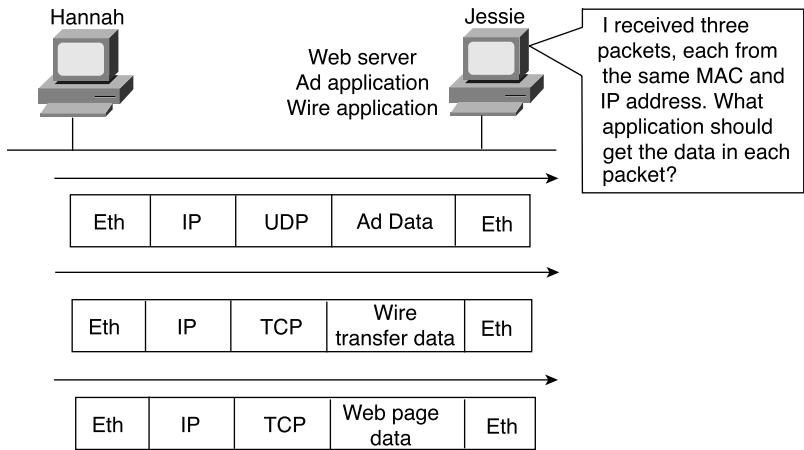 Hannah
Jessie
Web server
Ad application
Wire application
I received three
packets, each from
the same MAC and
IP address. What
application should
get the data in each
packet?
Eth IP UDP Ad Data Eth
Eth IP TCP Wire
transfer data Eth
Eth IP TCP Web page
data Eth